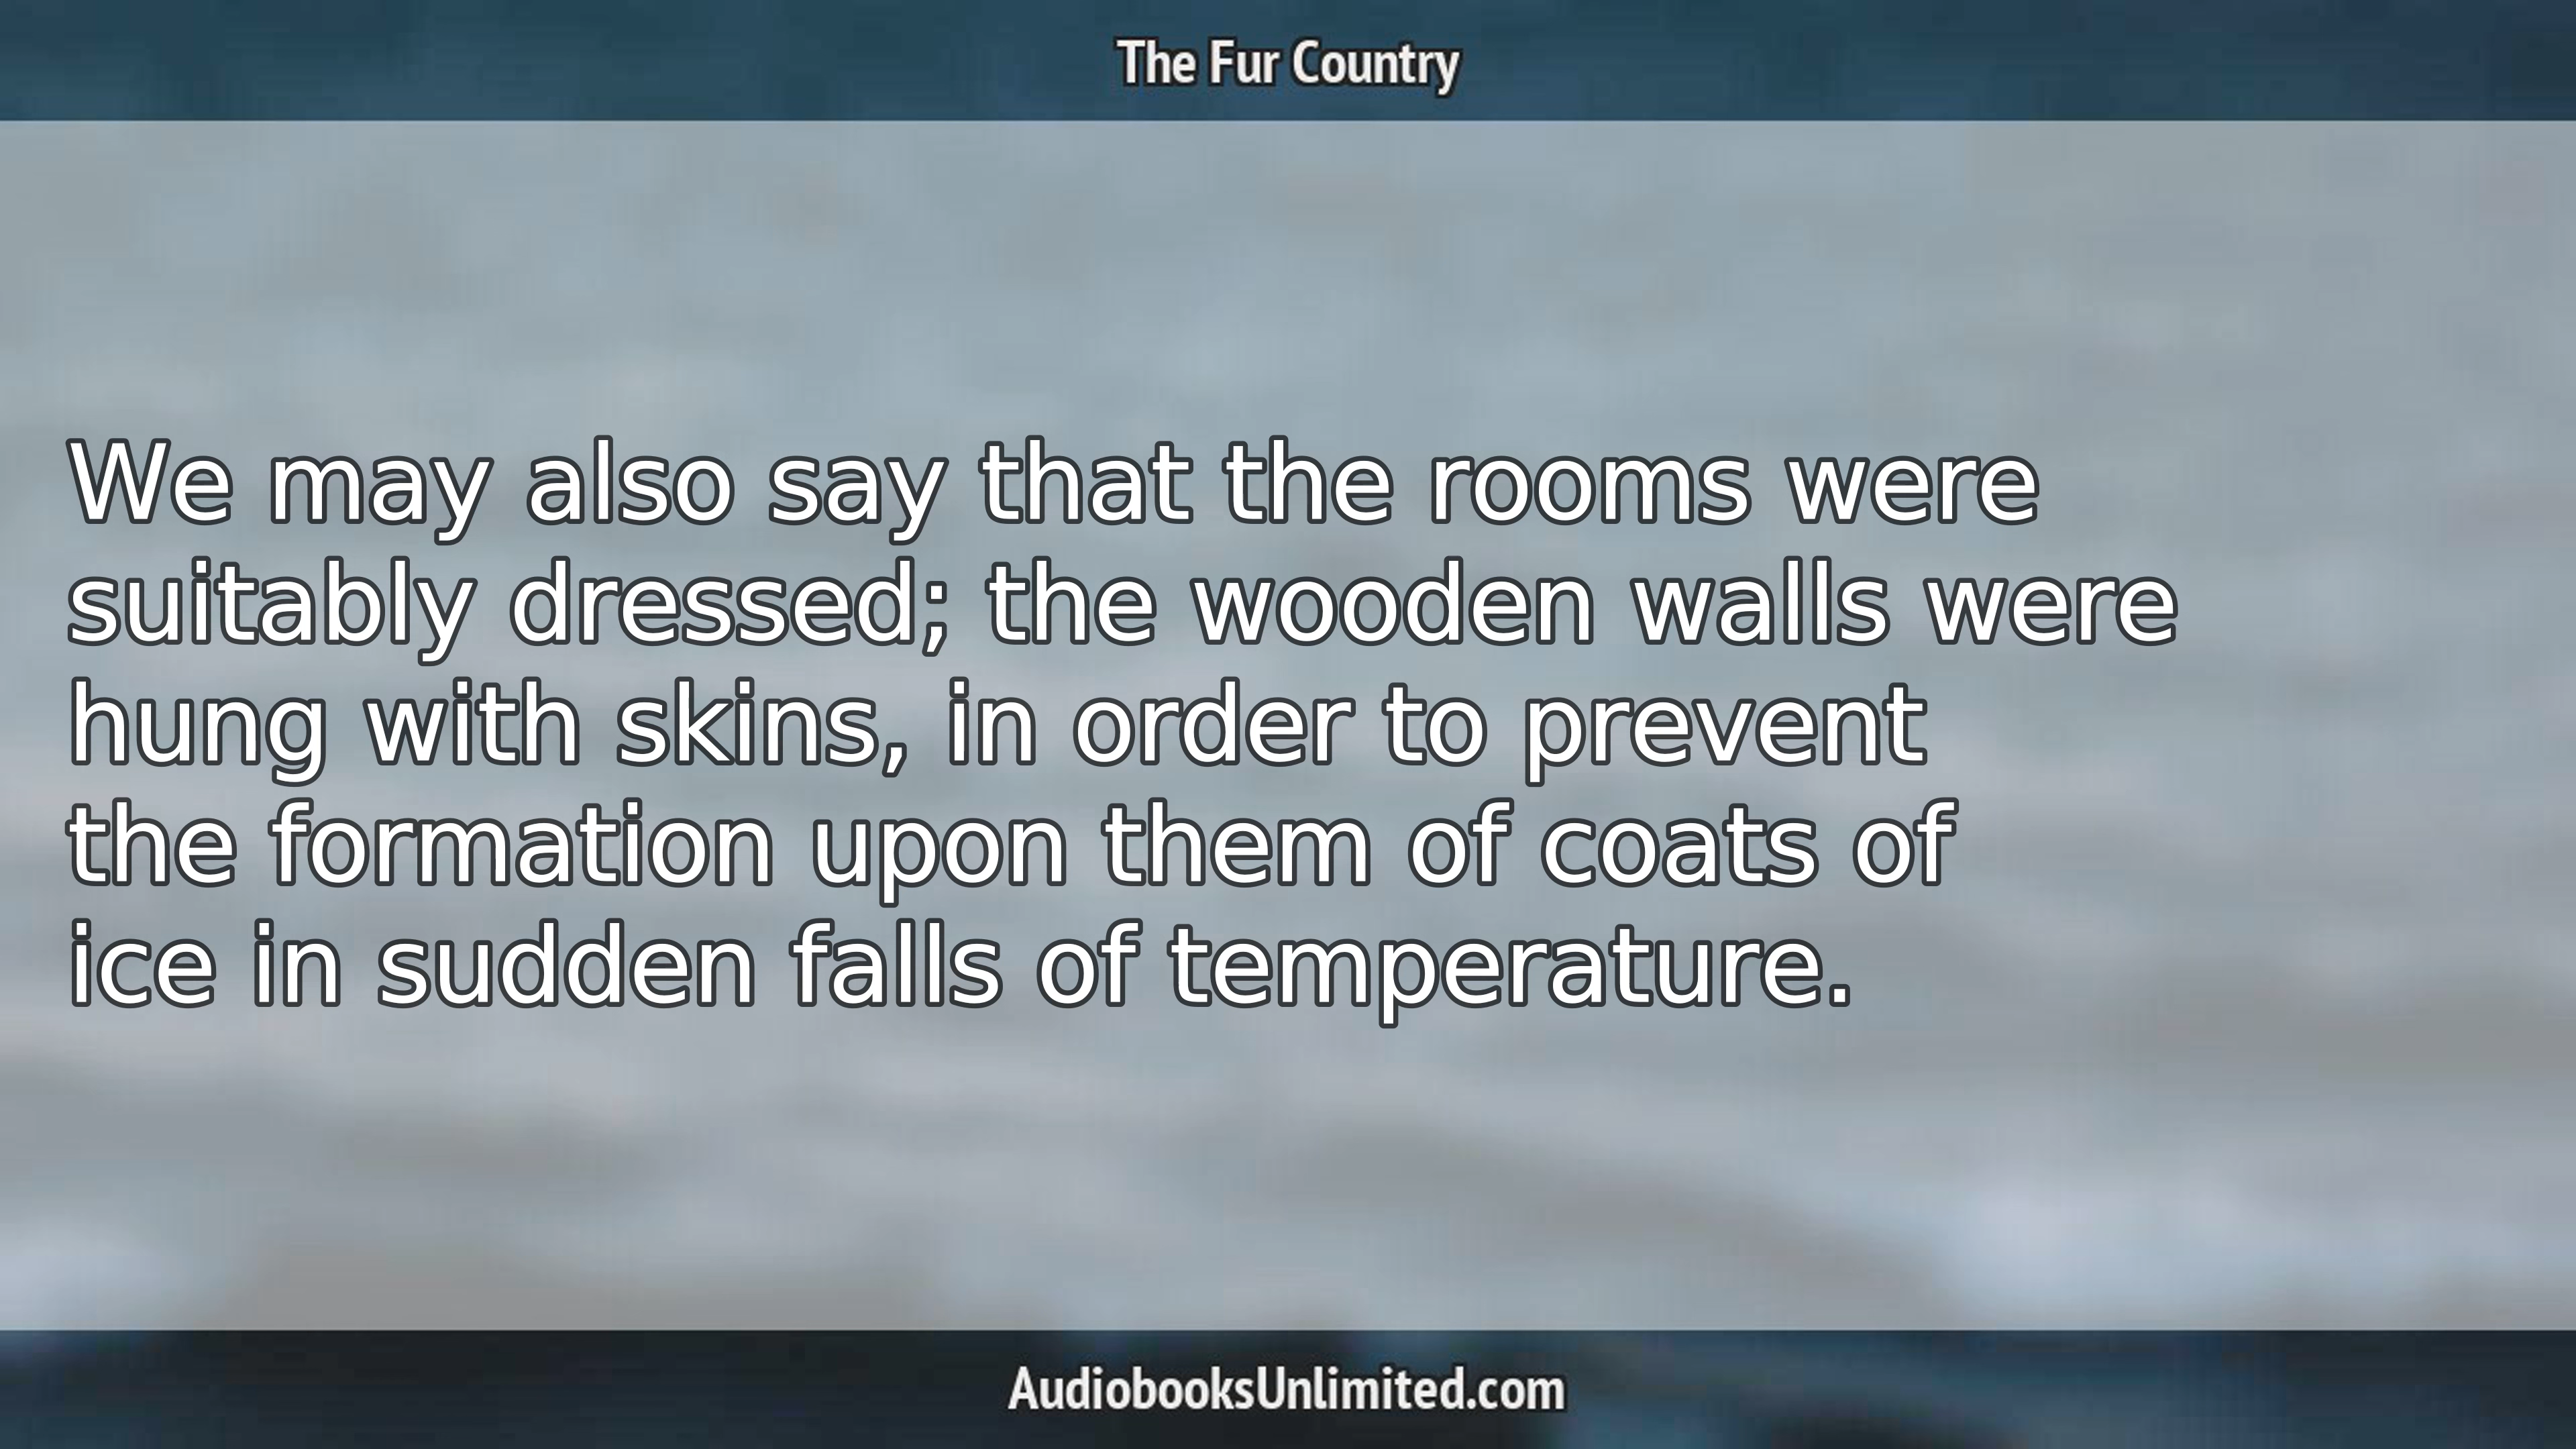 The Fur Country
We may also say that the rooms were
suitably dressed; the wooden walls were
hung with skins, in order to prevent
the formation upon them of coats of
ice in sudden falls of temperature.
AudiobooksUnlimited.com